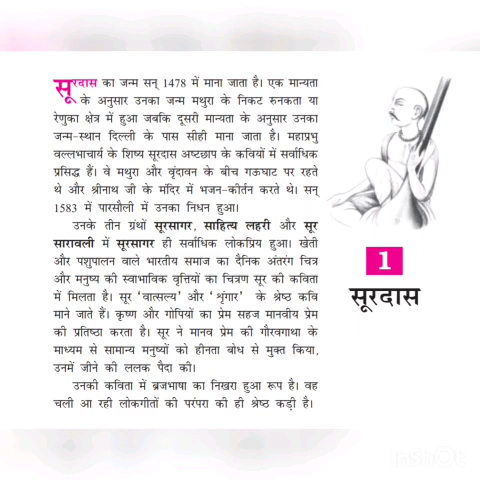 सूरदास का जन्म सन् 1478 में माना जाता है। एक मान्यता
के अनुसार उनका जन्म मथुरा के निकट रुनकता या
रेणुका क्षेत्र में हुआ जबकि दूसरी मान्यता के अनुसार उनका
जन्म-स्थान दिल्ली के पास सीही माना जाता है। महाप्रभु
वल्लभाचार्य के शिष्य सूरदास अष्टछाप के कवियों में सर्वाधिक
प्रसिद्ध हैं। वे मथुरा और वृंदावन के बीच गऊघाट पर रहते
थे और श्रीनाथ जी के मंदिर में भजन-कीर्तन करते थे। सन्
1583 में पारसौली में उनका निधन हुआ।
उनके तीन ग्रंथों सूरसागर, साहित्य लहरी और सूर
सारावली में सूरसागर ही सर्वाधिक लोकप्रिय हुआ। खेती
और पशुपालन वाले भारतीय समाज का दैनिक अंतरंग चित्र
और मनुष्य की स्वाभाविक वृत्तियों का चित्रण सूर की कविता
में मिलता है। सूर 'वात्सल्य' और 'शृंगार' के श्रेष्ठ कवि
माने जाते हैं। कृष्ण और गोपियों का प्रेम सहज मानवीय प्रेम
की प्रतिष्ठा करता है। सूर ने मानव प्रेम की गौरवगाथा के
माध्यम से सामान्य मनुष्यों को हीनता बोध से मुक्त किया,
उनमें जीने की ललक पैदा की।
उनकी कविता में ब्रजभाषा का निखरा हुआ रूप है। वह
चली आ रही लोकगीतों की परंपरा की ही श्रेष्ठ कड़ी है।
1
सूरदास
InShOt